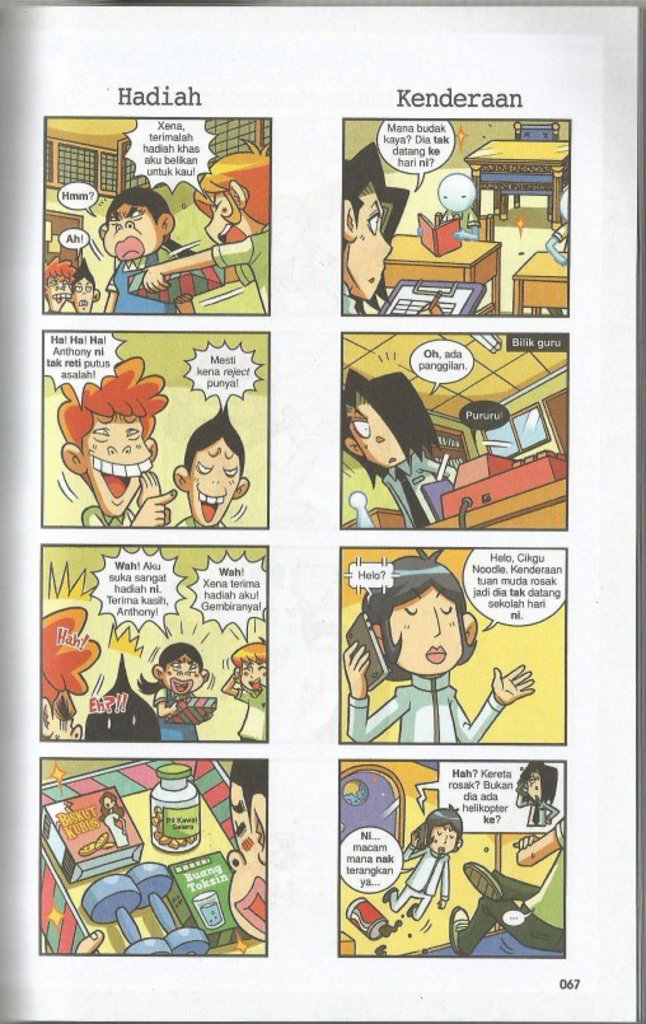 Hadiah
Xena,
terimalah
hadiah khas
aku belikan
untuk kau!
Hmm?
Ah!
Ha! Ha! Ha!
Anthony ni
tak reti putus
asalah!
Mesti
kena reject
punya!
Wah! Aku
suka sangat
hadiah ni.
Terima kasih,
Anthony!
Wah!
Xena terima
hadiah aku!
Gembiranya!
Hah!
Eh?!!
BISKUT
KURUS
Pil Kawal
Selera
Buang
Toksin
Kenderaan
Mana budak
kaya? Dia tak
datang ke
hari ni?
Bilik guru
Oh, ada
panggilan.
Pururu!
Helo?
Helo, Cikgu
Noodle. Kenderaan
tuan muda rosak
jadi dia tak datang
sekolah hari
ni.
Hah? Kereta
rosak? Bukan
dia ada
helikopter
ke?
Ni...
macam
mana nak
terangkan
ya...
...
067